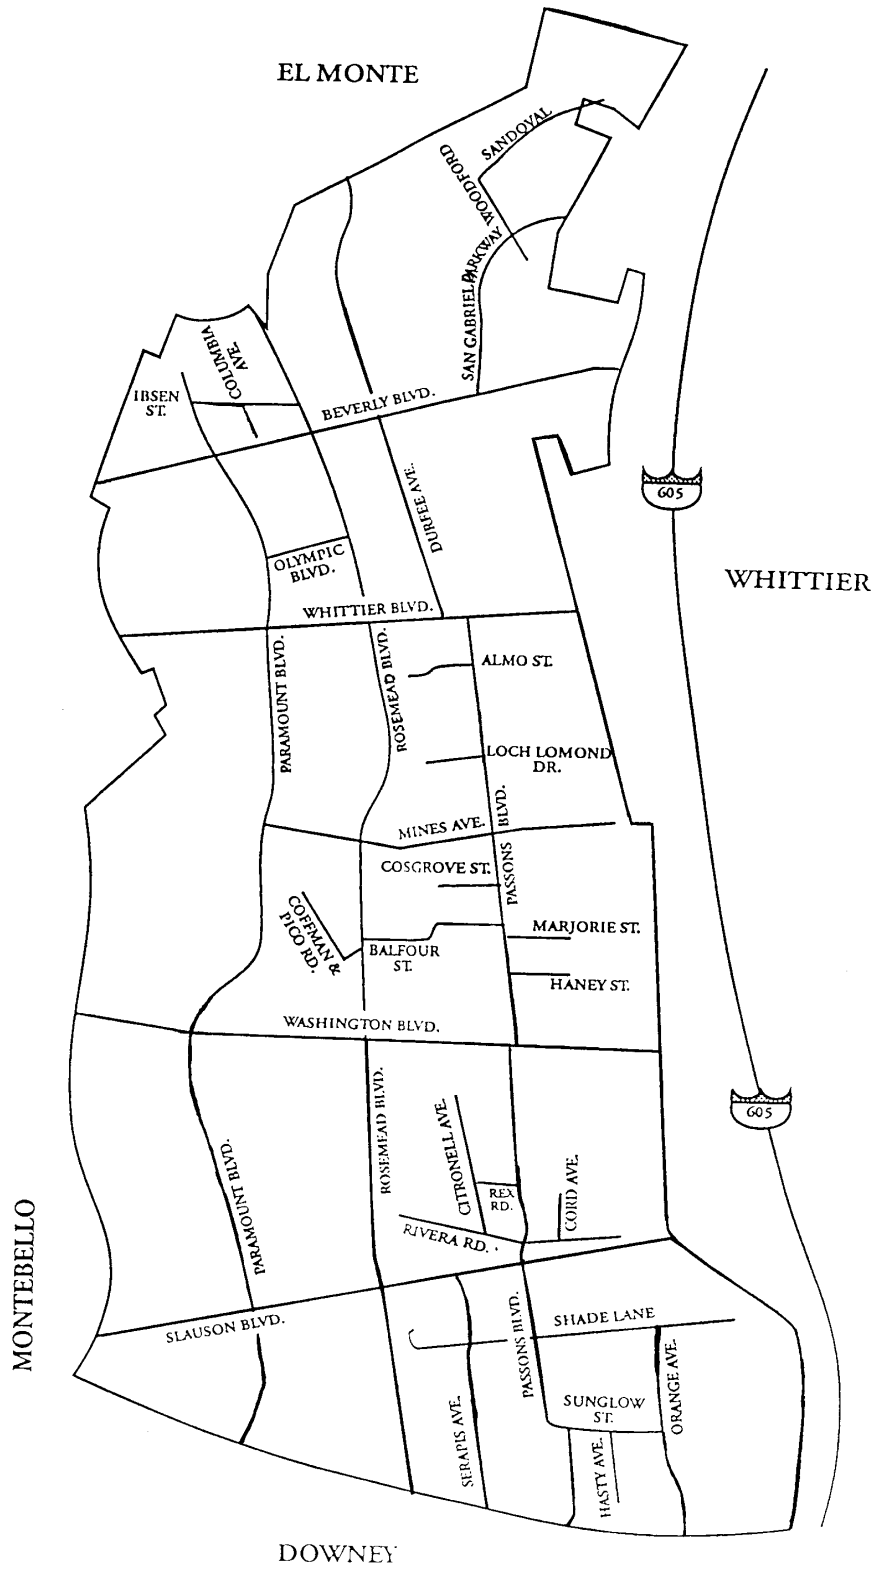 EL MONTE
SANDOVAL
WOODFORD
SAN GABRIEL PARKWAY
COLUMBIA
AVE.
IBSEN
ST.
BEVERLY BLVD.
DURFEE AVE.
605
OLYMPIC
BLVD.
WHITTIER
WHITTIER BLVD.
PARAMOUNT BLVD.
ROSEMEAD BLVD.
ALMO ST.
LOCH LOMOND
DR.
MINES AVE.
PASSONS BLVD.
COSGROVE ST.
COFFMAN &
PICO RD.
BALFOUR
ST.
MARJORIE ST.
HANEY ST.
WASHINGTON BLVD.
ROSEMEAD BLVD.
605
CITRONELL AVE.
REX
RD.
CORD AVE.
PARAMOUNT BLVD.
RIVERA RD.
MONTEBELLO
SLAUSON BLVD.
PASSONS BLVD.
SHADE LANE
ORANGE AVE.
SERAPIS AVE.
SUNGLOW
ST.
HASTY AVE.
DOWNEY